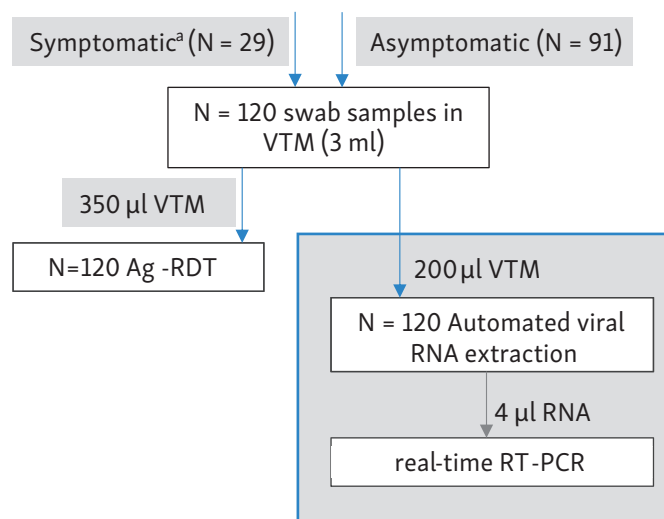 Symptomaticᵃ (N = 29)
Asymptomatic (N = 91)
N = 120 swab samples in
VTM (3 ml)
350 µl VTM
N=120 Ag -RDT
200 µl VTM
N = 120 Automated viral
RNA extraction
4 µl RNA
real-time RT-PCR